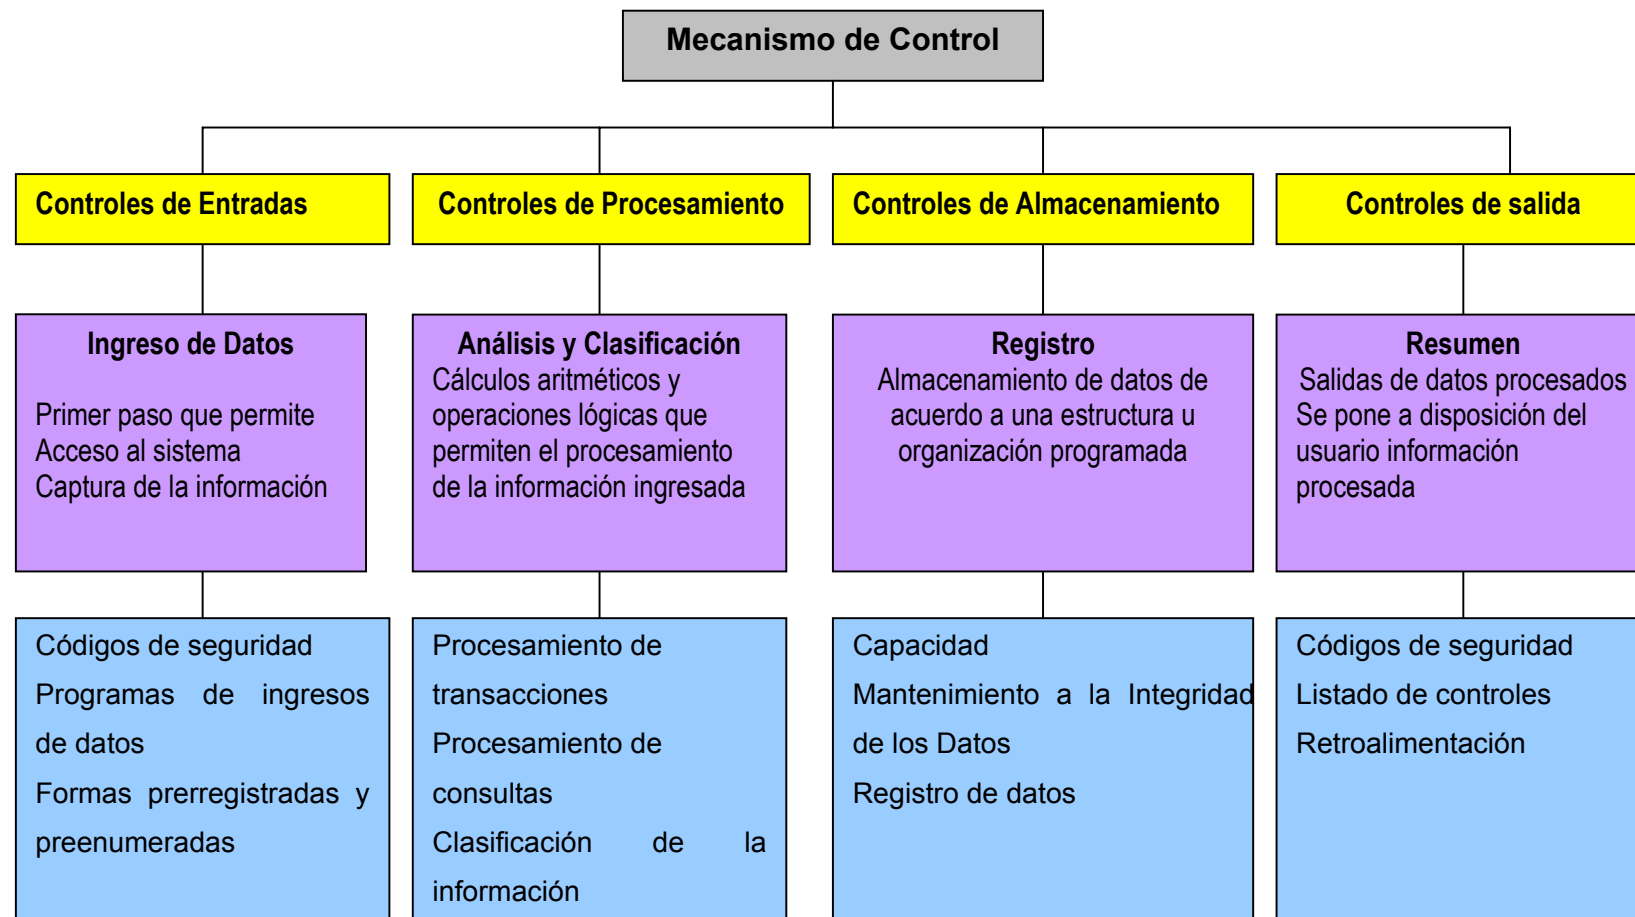 Mecanismo de Control
Controles de Entradas
Controles de Procesamiento
Controles de Almacenamiento
Controles de salida
Ingreso de Datos
Primer paso que permite
Acceso al sistema
Captura de la información
Análisis y Clasificación
Cálculos aritméticos y
operaciones lógicas que
permiten el procesamiento
de la información ingresada
Registro
Almacenamiento de datos de
acuerdo a una estructura u
organización programada
Resumen
Salidas de datos procesados
Se pone a disposición del
usuario información
procesada
Códigos de seguridad
Programas de ingresos
de datos
Formas prerregistradas y
preenumeradas
Procesamiento de
transacciones
Procesamiento de
consultas
Clasificación de la
información
Capacidad
Mantenimiento a la Integridad
de los Datos
Registro de datos
Códigos de seguridad
Listado de controles
Retroalimentación